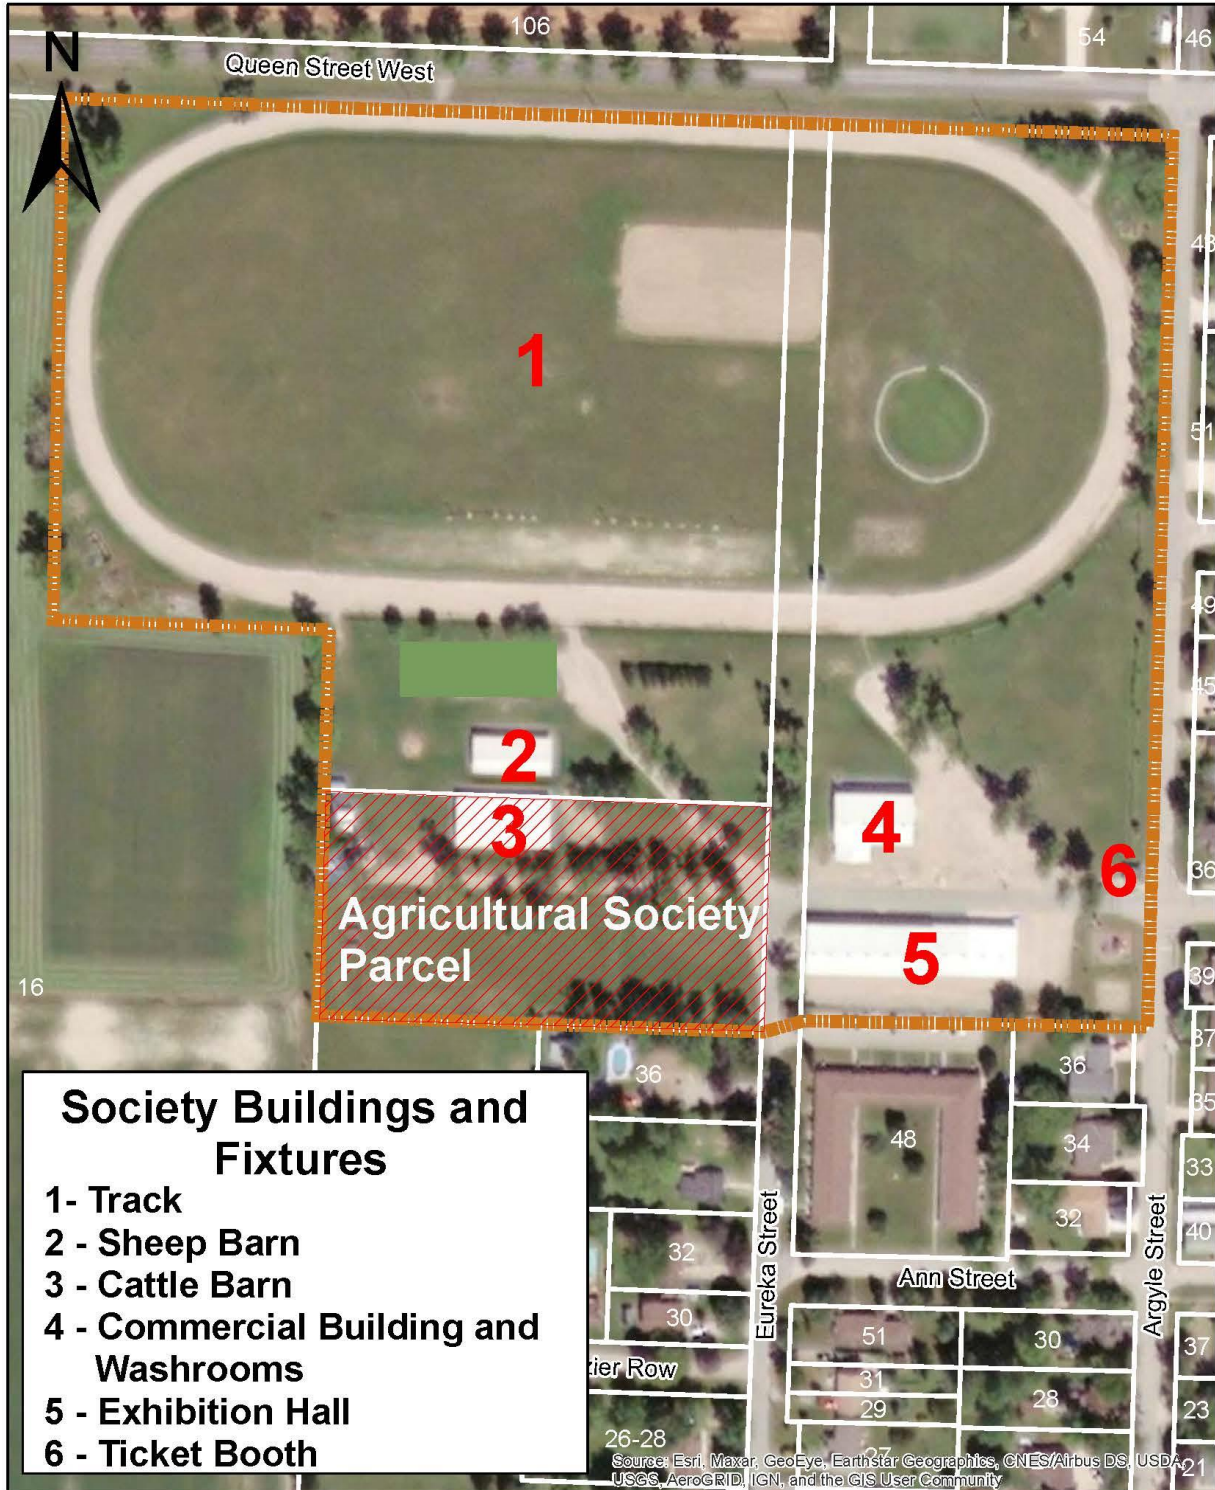 106
54
46
N
Queen Street West
43
1
51
49
45
2
3
4
6
36
Agricultural Society
Parcel
5
39
16
37
36
36
35
48
34
33
32
40
32
Eureka Street
Argyle Street
Ann Street
30
51
30
37
zier Row
31
28
29
23
26-28
27
21
Society Buildings and
Fixtures
1- Track
2 - Sheep Barn
3 - Cattle Barn
4 - Commercial Building and
Washrooms
5 - Exhibition Hall
6 - Ticket Booth
Source: Esri, Maxar, GeoEye, Earthstar Geographics, CNES/Airbus DS, USDA,
USGS, AeroGRID, IGN, and the GIS User Community